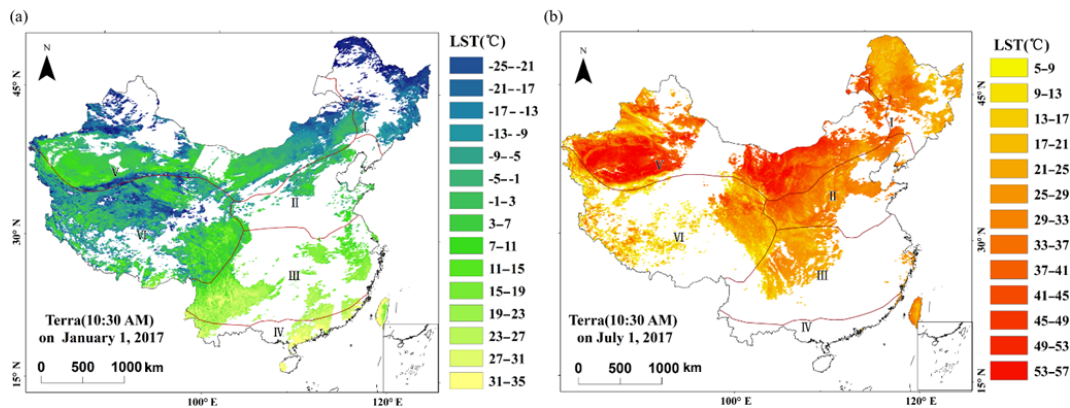 (a)
N
45° N
30° N
15° N
V
VI
II
III
IV
Terra(10:30 AM)
on January 1, 2017
0 500 1000 km
100° E
120° E
LST(℃)
-25--21
-21--17
-17--13
-13--9
-9--5
-5--1
-1-3
3-7
7-11
11-15
15-19
19-23
23-27
27-31
31-35
(b)
N
45° N
30° N
15° N
I
V
II
VI
III
IV
Terra(10:30 AM)
on July 1, 2017
0 500 1000 km
100° E
120° E
LST(℃)
5-9
9-13
13-17
17-21
21-25
25-29
29-33
33-37
37-41
41-45
45-49
49-53
53-57